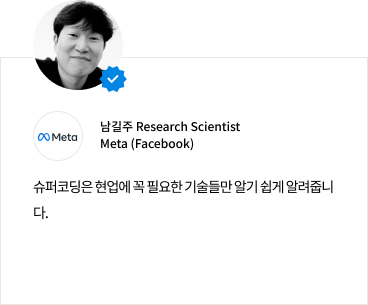 Meta
남길주 Research Scientist
Meta (Facebook)
슈퍼코딩은 현업에 꼭 필요한 기술들만 알기 쉽게 알려줍니
다.